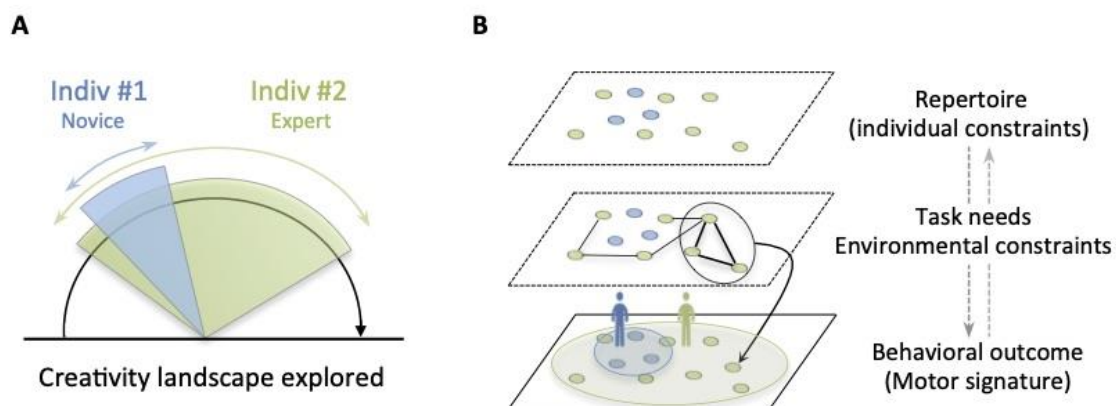 A
Indiv #1
Novice
Indiv #2
Expert
Creativity landscape explored
B
Repertoire
(individual constraints)
Task needs
Environmental constraints
Behavioral outcome
(Motor signature)